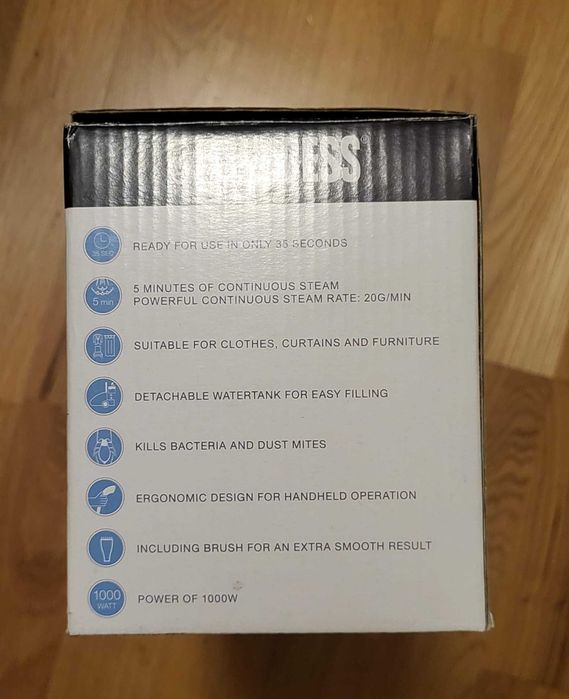 35 SEC
READY FOR USE IN ONLY 35 SECONDS
5 min
5 MINUTES OF CONTINUOUS STEAM
POWERFUL CONTINUOUS STEAM RATE: 20G/MIN
SUITABLE FOR CLOTHES, CURTAINS AND FURNITURE
DETACHABLE WATERTANK FOR EASY FILLING
KILLS BACTERIA AND DUST MITES
ERGONOMIC DESIGN FOR HANDHELD OPERATION
INCLUDING BRUSH FOR AN EXTRA SMOOTH RESULT
1000
WATT
POWER OF 1000W